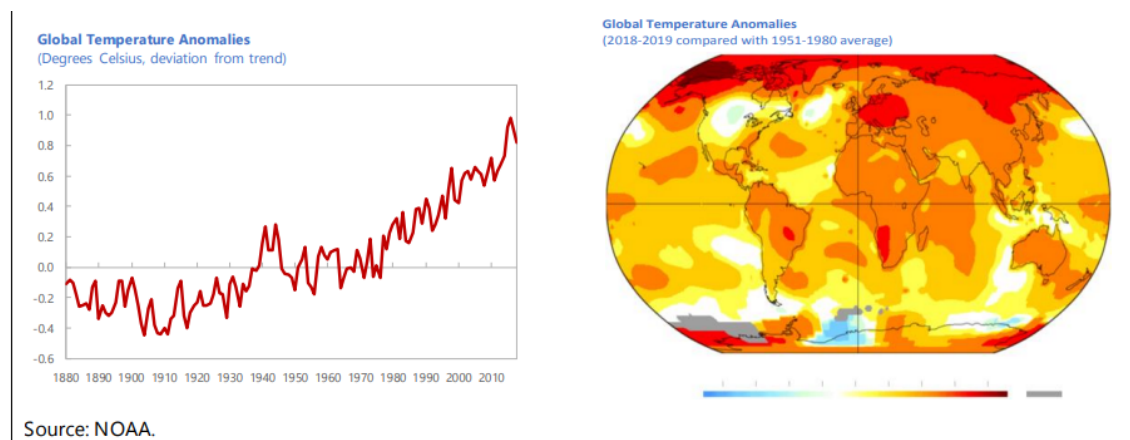 Global Temperature Anomalies
(Degrees Celsius, deviation from trend)
1.2
1.0
0.8
0.6
0.4
0.2
0.0
-0.2
-0.4
-0.6
1880 1890 1900 1910 1920 1930 1940 1950 1960 1970 1980 1990 2000 2010
Global Temperature Anomalies
(2018-2019 compared with 1951-1980 average)
Source: NOAA.